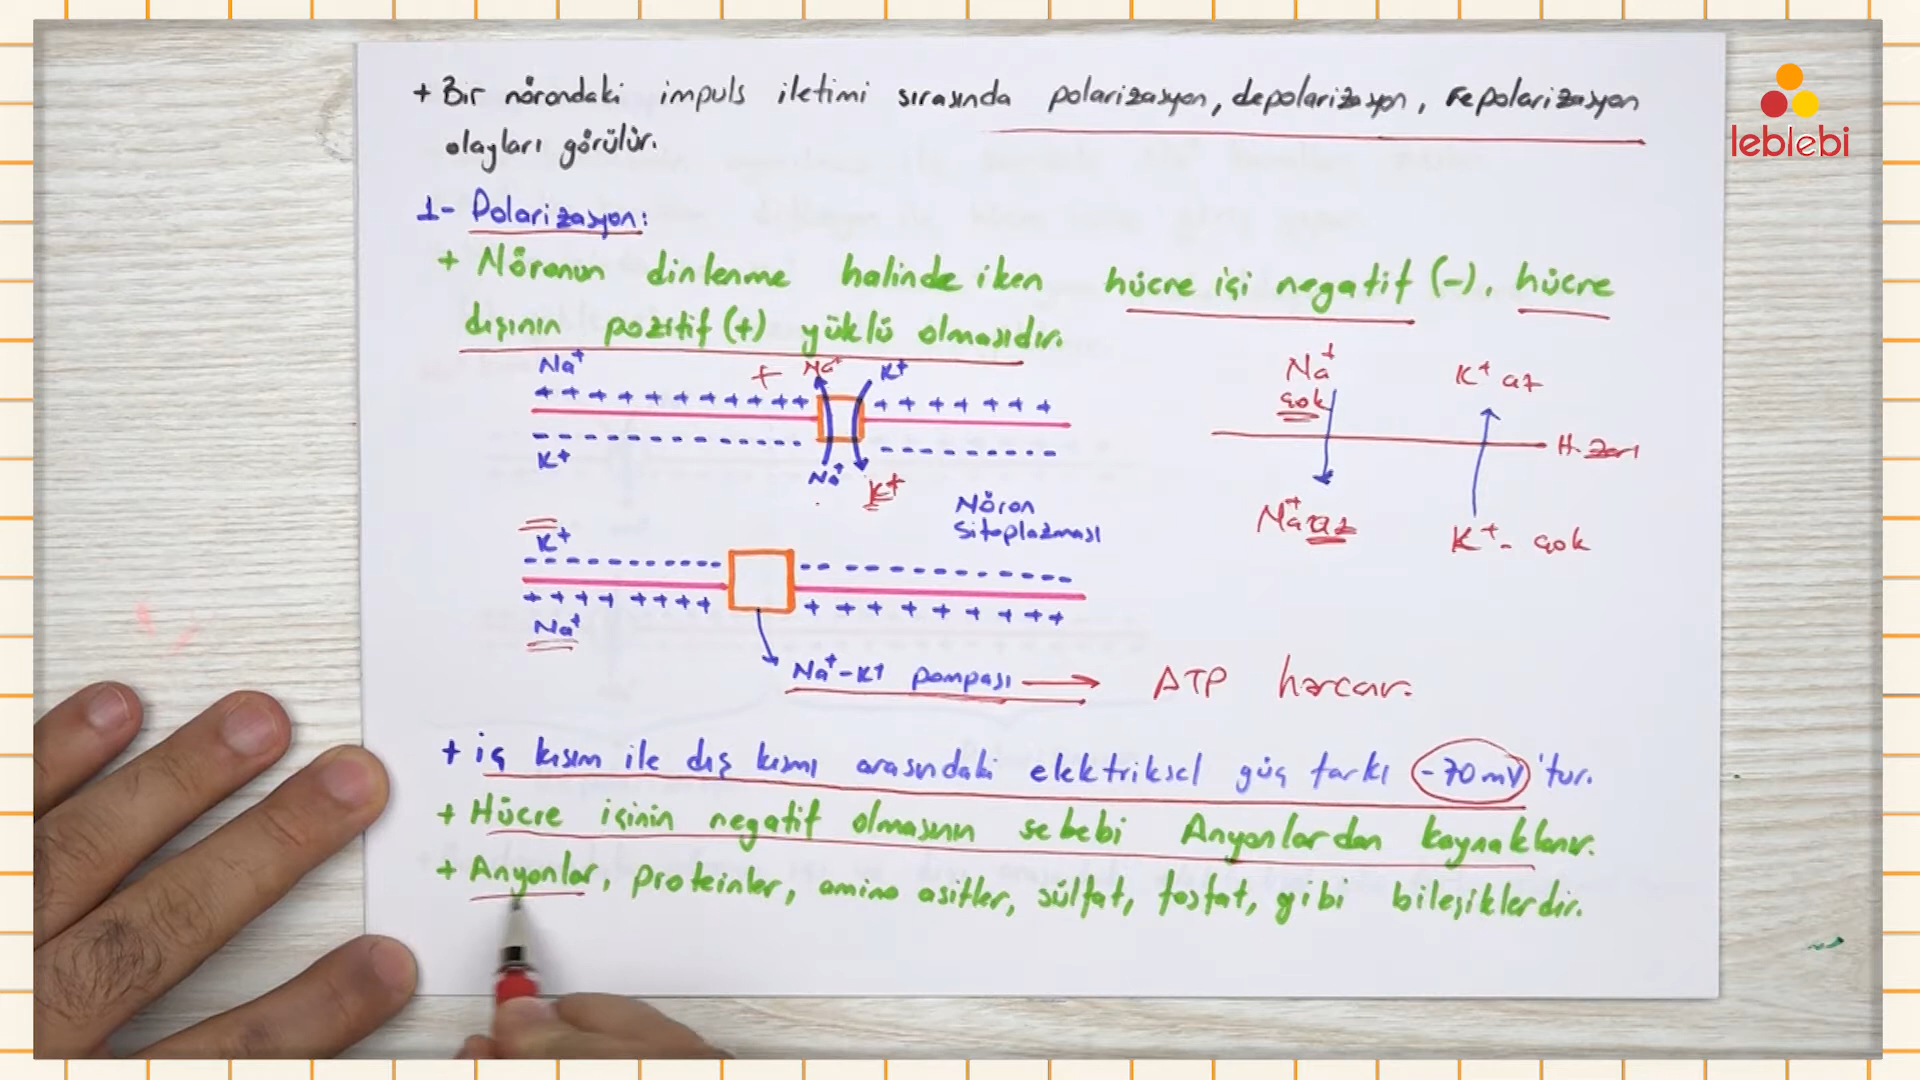 + Bir nörondaki impuls iletimi sırasında polarizasyon, depolarizasyon, repolarizasyon
olayları görülür.
leblebi
1- Polarizasyon:
+ Nöronun dinlenme halinde iken hücre içi negatif (-), hücre
dışının pozitif (+) yüklü olmasıdır.
Na+ + Na+ K+
+ + + + + + + + + + + + + + + + + + +
- - - - - - - - - - - - - - - - - - -
K+ Na+ K+
Na+ çok K+ az
H. zarı
Na+ az K+ - çok
Nöron
Sitoplazması
K+
- - - - - - - - - - - - - - - - - - -
+ + + + + + + + + + + + + + + + +
Na+
Na+-K+ pompası → ATP harcar.
+ iç kısım ile dış kısmı arasındaki elektriksel güç farkı -70mV'tur.
+ Hücre içinin negatif olmasının sebebi Anyonlardan kaynaklanır.
+ Anyonlar, proteinler, amino asitler, sülfat, fosfat, gibi bileşiklerdir.